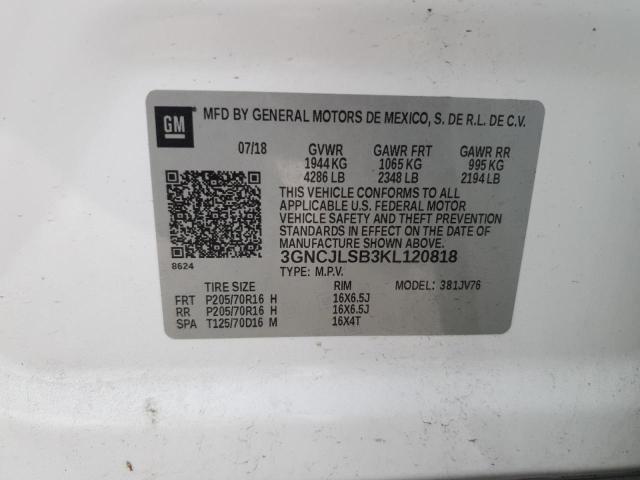 GM MFD BY GENERAL MOTORS DE MEXICO, S. DE R.L. DE C.V.
07/18 GVWR GAWR FRT GAWR RR
1944 KG 1065 KG 995 KG
4286 LB 2348 LB 2194 LB
THIS VEHICLE CONFORMS TO ALL
APPLICABLE U.S. FEDERAL MOTOR
VEHICLE SAFETY AND THEFT PREVENTION
STANDARDS IN EFFECT ON THE DATE OF
MANUFACTURE SHOWN ABOVE.
3GNCJLSB3KL120818
8624 TYPE: M.P.V.
TIRE SIZE RIM MODEL: 381JV76
FRT P205/70R16 H 16X6.5J
RR P205/70R16 H 16X6.5J
SPA T125/70D16 M 16X4T